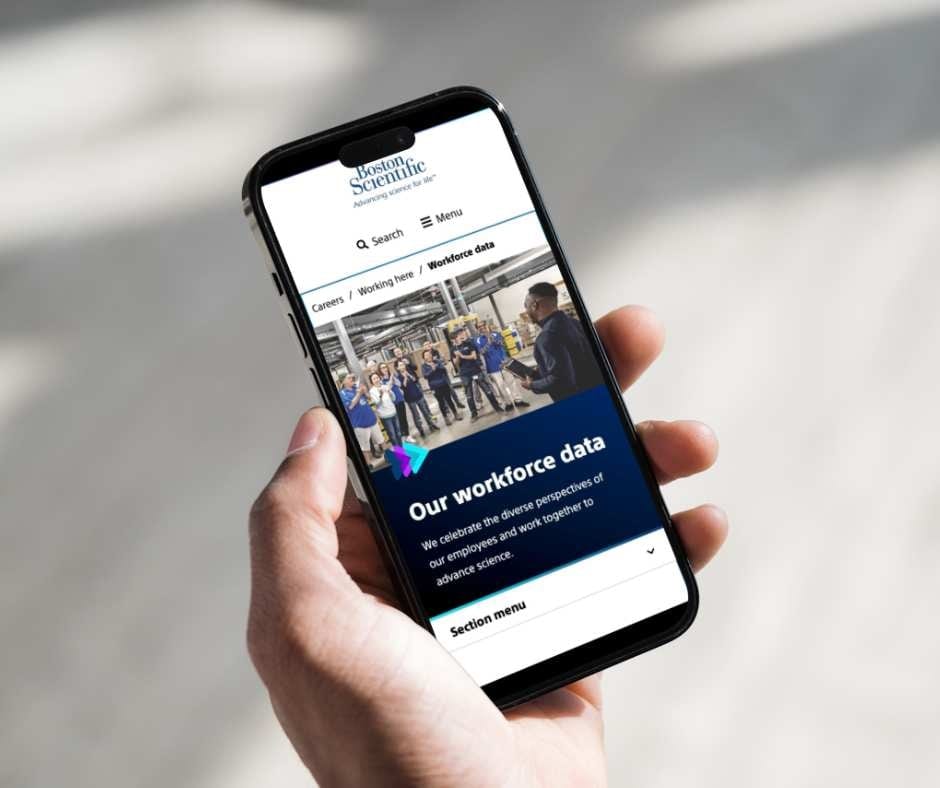 Boston
Scientific
Advancing science for life™
Search Menu
Careers / Working here / Workforce data
Our workforce data
We celebrate the diverse perspectives of
our employees and work together to
advance science.
Section menu